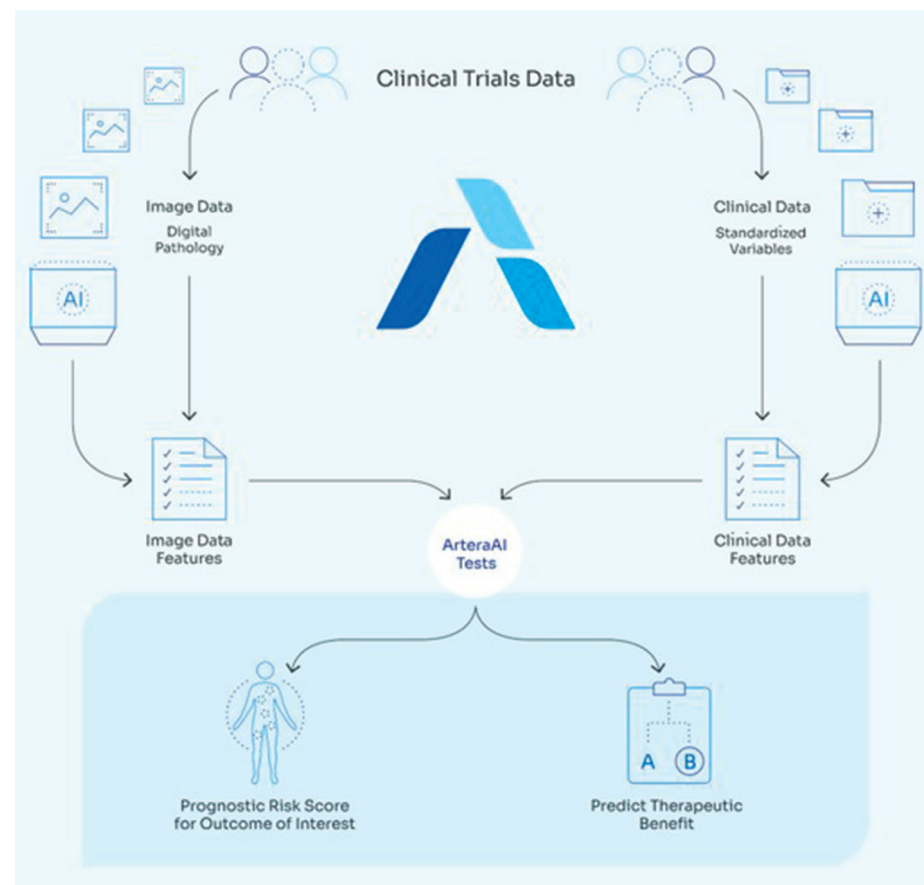 Clinical Trials Data
Image Data
Digital
Pathology
Clinical Data
Standardized
Variables
AI
AI
Image Data
Features
ArteraAI
Tests
Clinical Data
Features
A
B
Prognostic Risk Score
for Outcome of Interest
Predict Therapeutic
Benefit